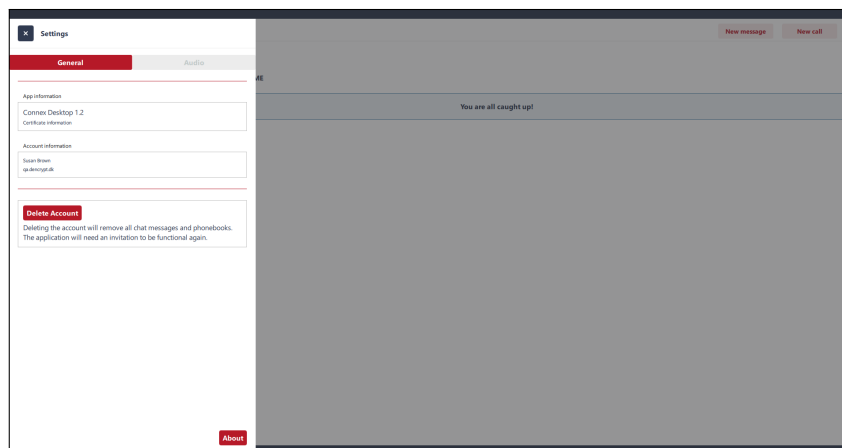 × Settings
New message New call
General Audio
ME
App information
Connex Desktop 1.2
Certificate information
You are all caught up!
Account information
Susan Brown
qa.dencrypt.dk
Delete Account
Deleting the account will remove all chat messages and phonebooks.
The application will need an invitation to be functional again.
About